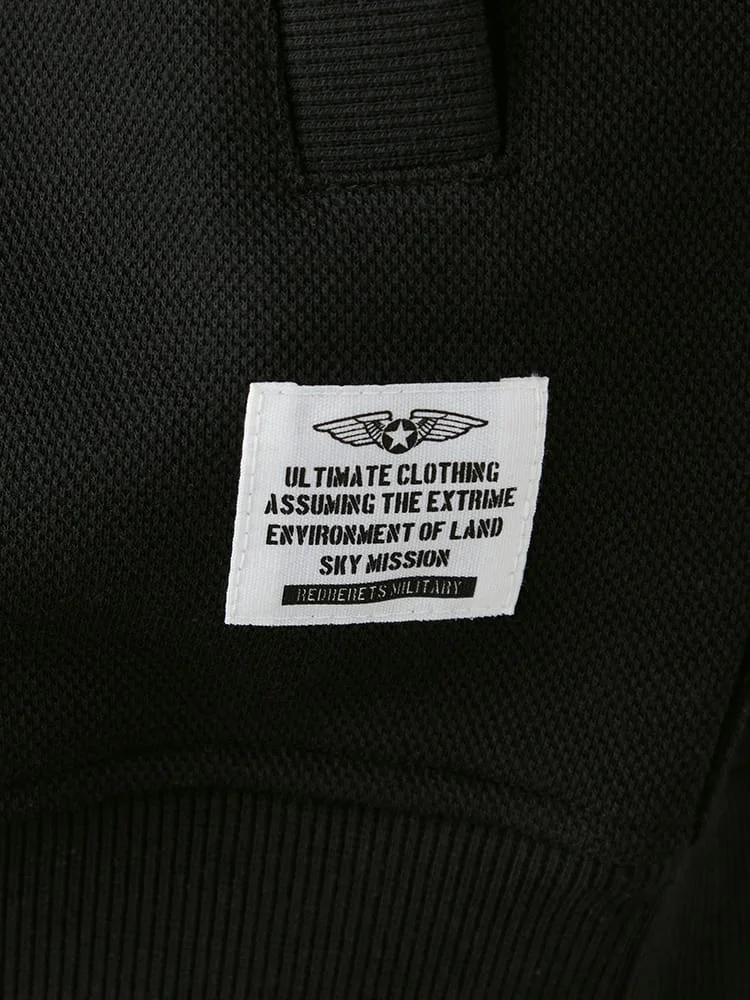 ULTIMATE CLOTHING
ASSUMING THE EXTRIME
ENVIRONMENT OF LAND
SKY MISSION
REDBERETS MILITARY